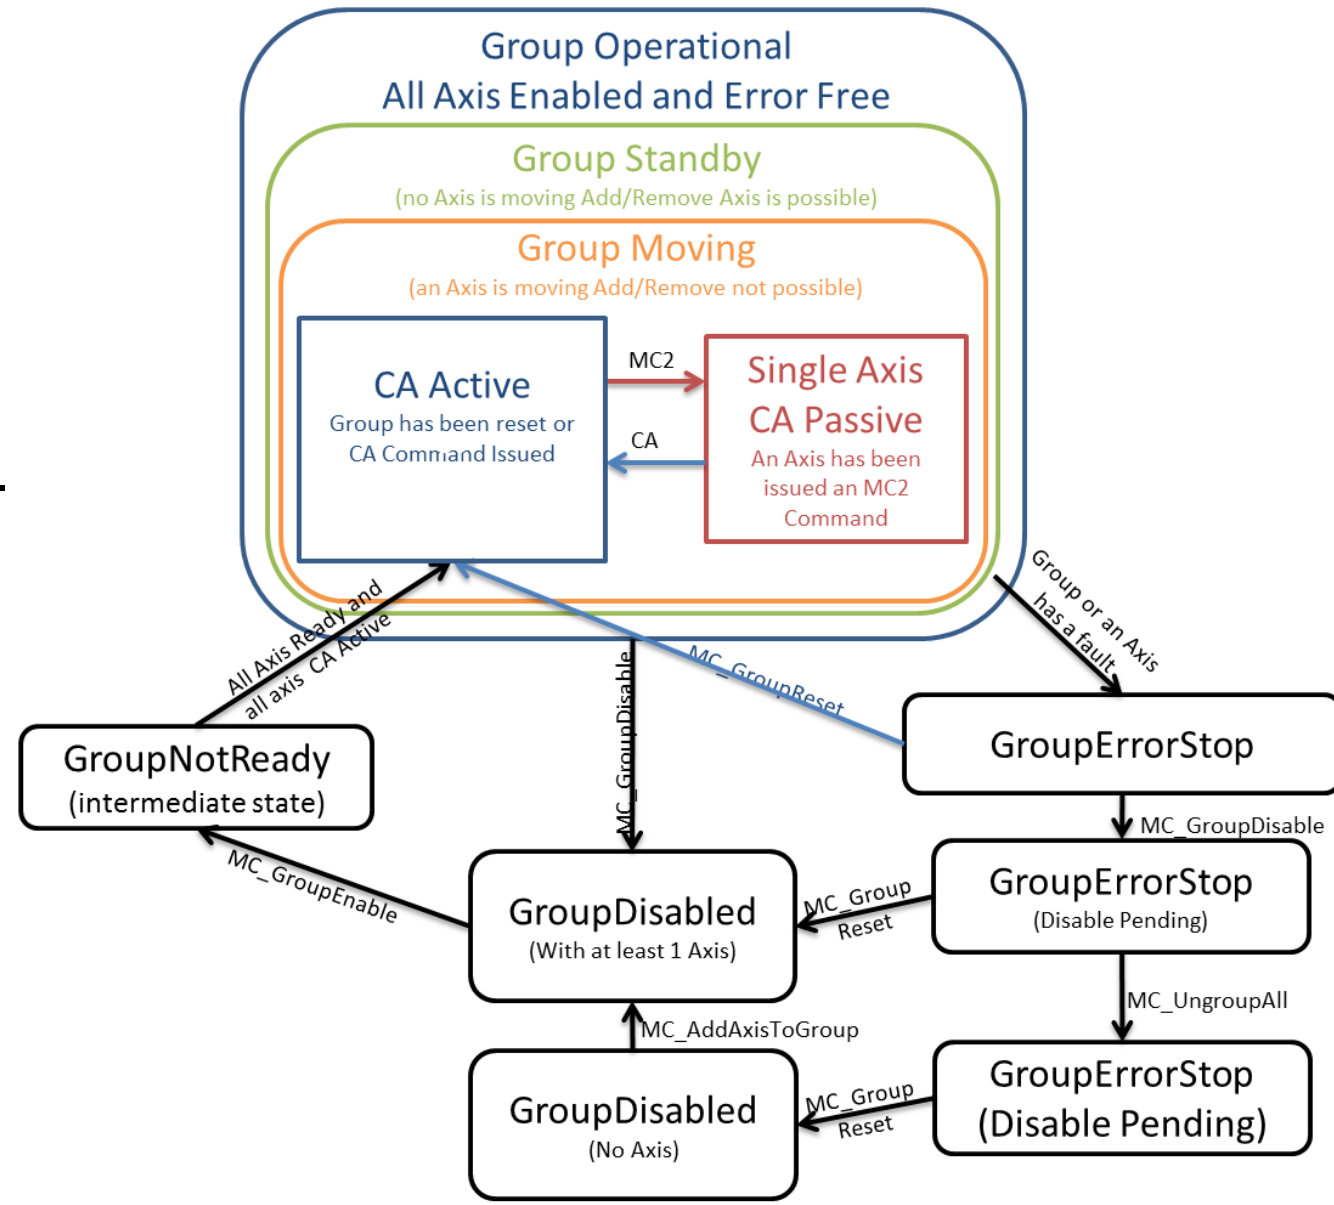 Group Operational
All Axis Enabled and Error Free
Group Standby
(no Axis is moving Add/Remove Axis is possible)
Group Moving
(an Axis is moving Add/Remove not possible)
CA Active
Group has been reset or
CA Command Issued
MC2
CA
Single Axis
CA Passive
An Axis has been
issued an MC2
Command
All Axis Ready and
all axis CA Active
MC_GroupDisable
MC_GroupReset
Group or an Axis
has a fault
GroupNotReady
(intermediate state)
GroupErrorStop
MC_GroupDisable
MC_GroupEnable
GroupDisabled
(With at least 1 Axis)
MC_Group
Reset
GroupErrorStop
(Disable Pending)
MC_AddAxisToGroup
MC_UngroupAll
GroupDisabled
(No Axis)
MC_Group
Reset
GroupErrorStop
(Disable Pending)